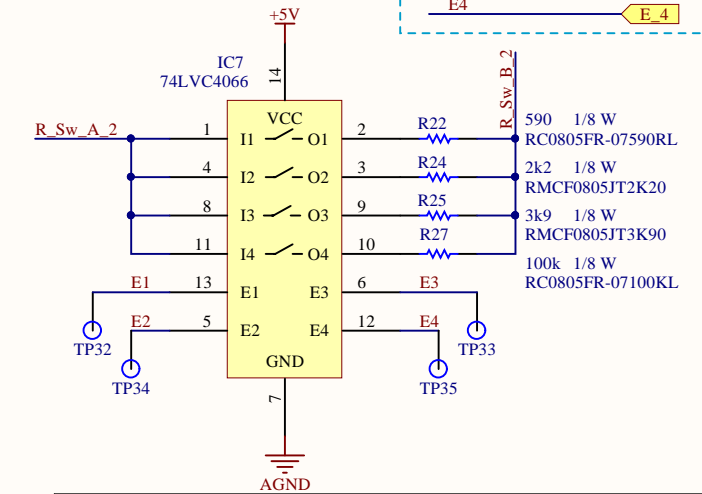 E4
E_4
+5V
IC7
74LVC4066
14
R_Sw_B_2
R_Sw_A_2
VCC
1 I1 O1 2 R22
4 I2 O2 3 R24
8 I3 O3 9 R25
11 I4 O4 10 R27
590 1/8 W
RC0805FR-07590RL
2k2 1/8 W
RMCF0805JT2K20
3k9 1/8 W
RMCF0805JT3K90
100k 1/8 W
RC0805FR-07100KL
E1 13 E1 E3 6 E3
E2 5 E2 E4 12 E4
TP32
TP33
TP34
TP35
GND
7
AGND